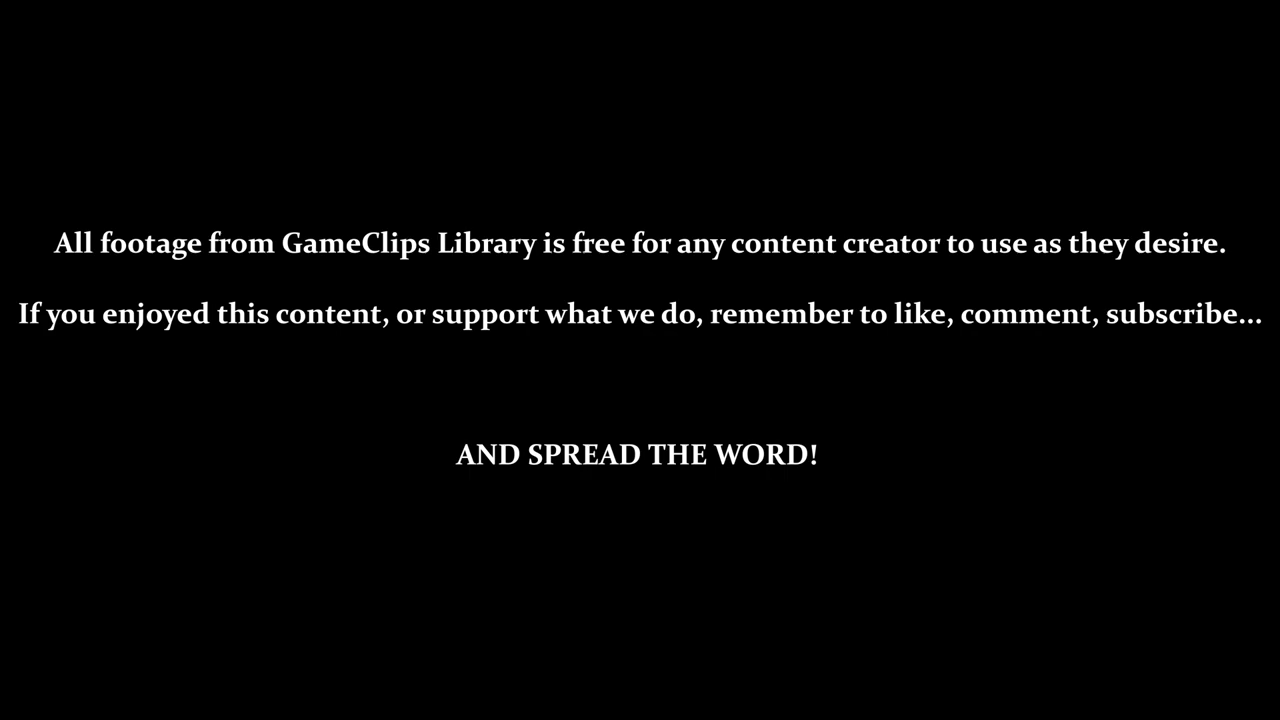 All footage from GameClips Library is free for any content creator to use as they desire.
If you enjoyed this content, or support what we do, remember to like, comment, subscribe...
AND SPREAD THE WORD!